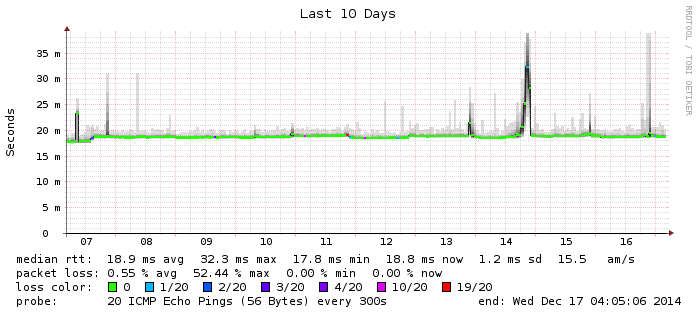 Last 10 Days
RRDTOOL / TOBI OETIKER
Seconds
35 m
30 m
25 m
20 m
15 m
10 m
5 m
0
07 08 09 10 11 12 13 14 15 16
median rtt: 18.9 ms avg 32.3 ms max 17.8 ms min 18.8 ms now 1.2 ms sd 15.5 am/s
packet loss: 0.55 % avg 52.44 % max 0.00 % min 0.00 % now
loss color: 0 1/20 2/20 3/20 4/20 10/20 19/20
probe: 20 ICMP Echo Pings (56 Bytes) every 300s end: Wed Dec 17 04:05:06 2014